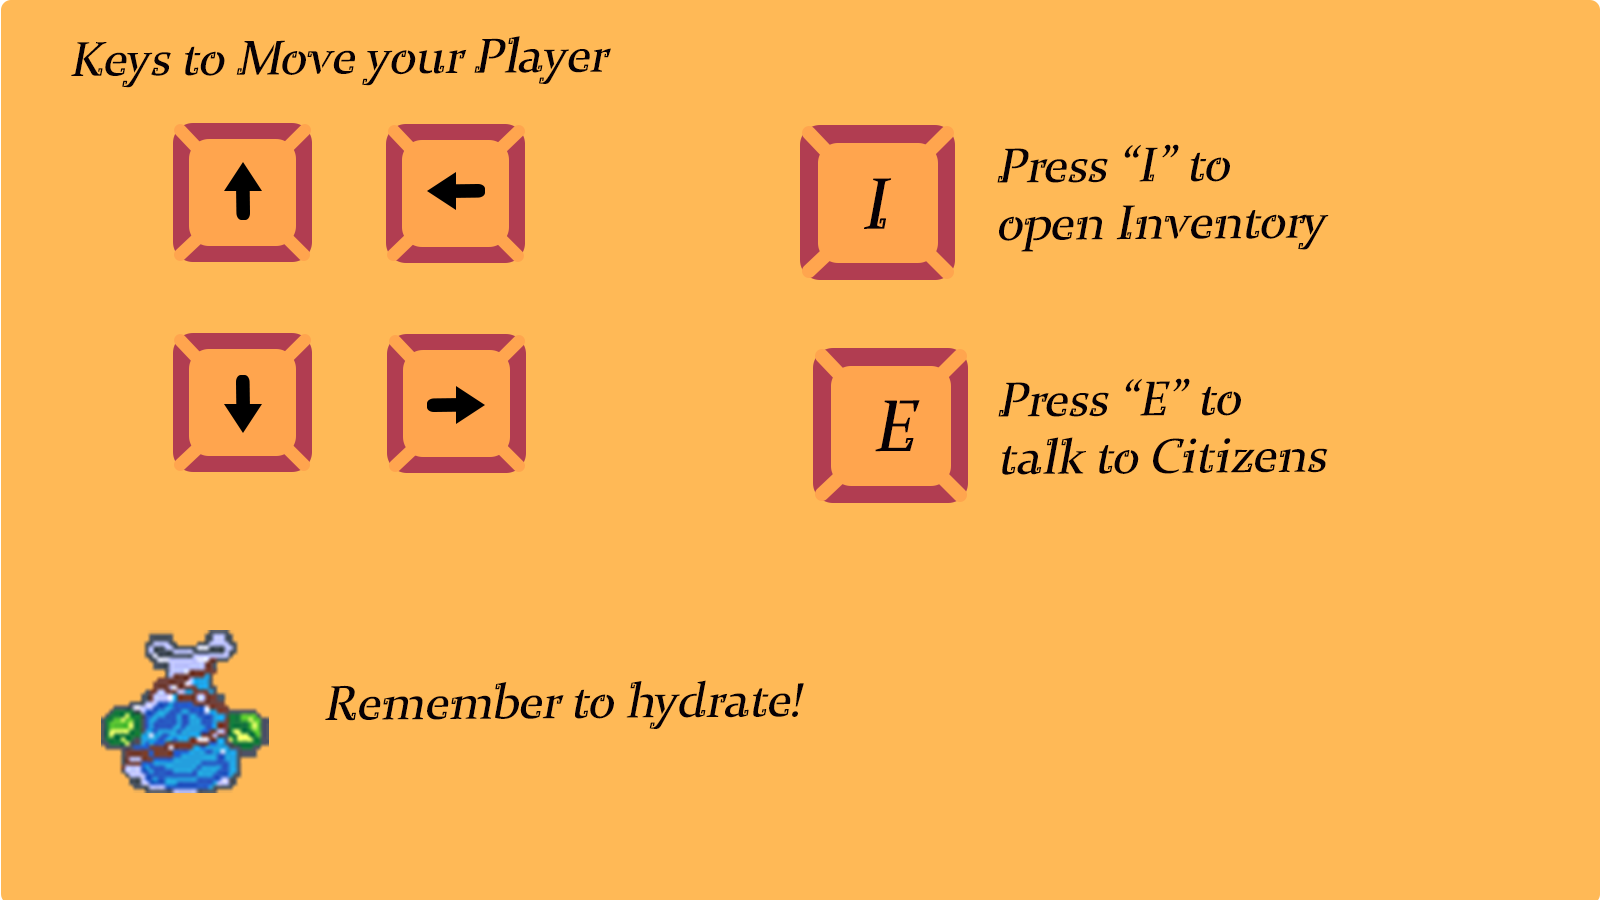 Keys to Move your Player
I
Press “I” to
open Inventory
E
Press “E” to
talk to Citizens
Remember to hydrate!